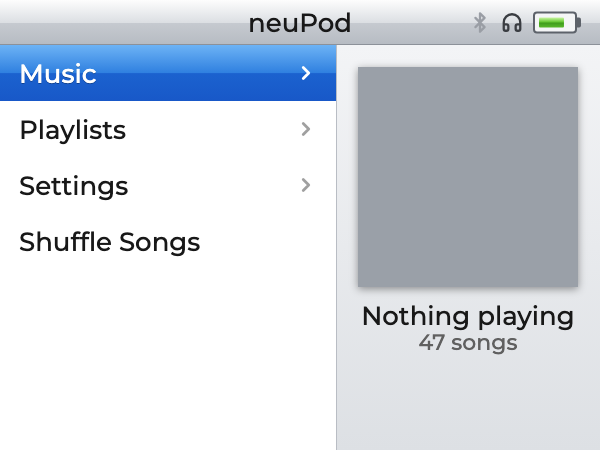 neuPod
Music
Playlists
Settings
Shuffle Songs
Nothing playing
47 songs